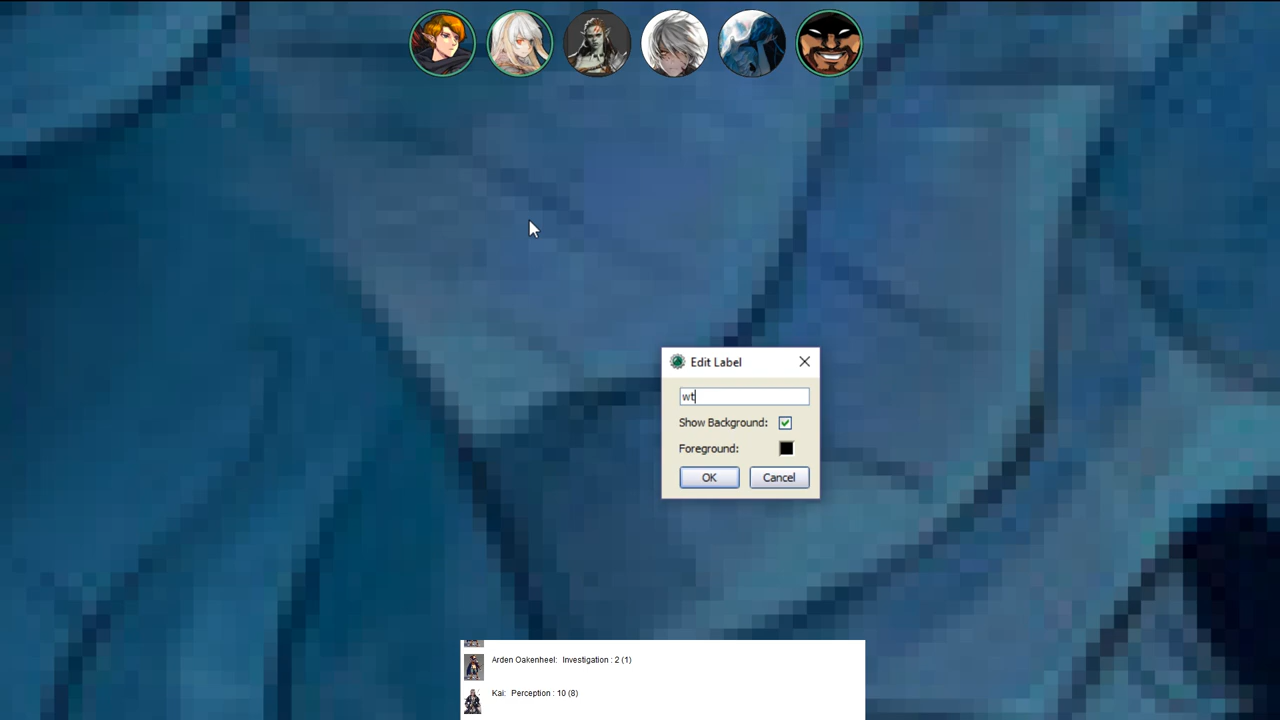 Edit Label
wt
Show Background:
Foreground:
OK Cancel
Arden Oakenheel: Investigation : 2 (1)
Kai: Perception : 10 (8)